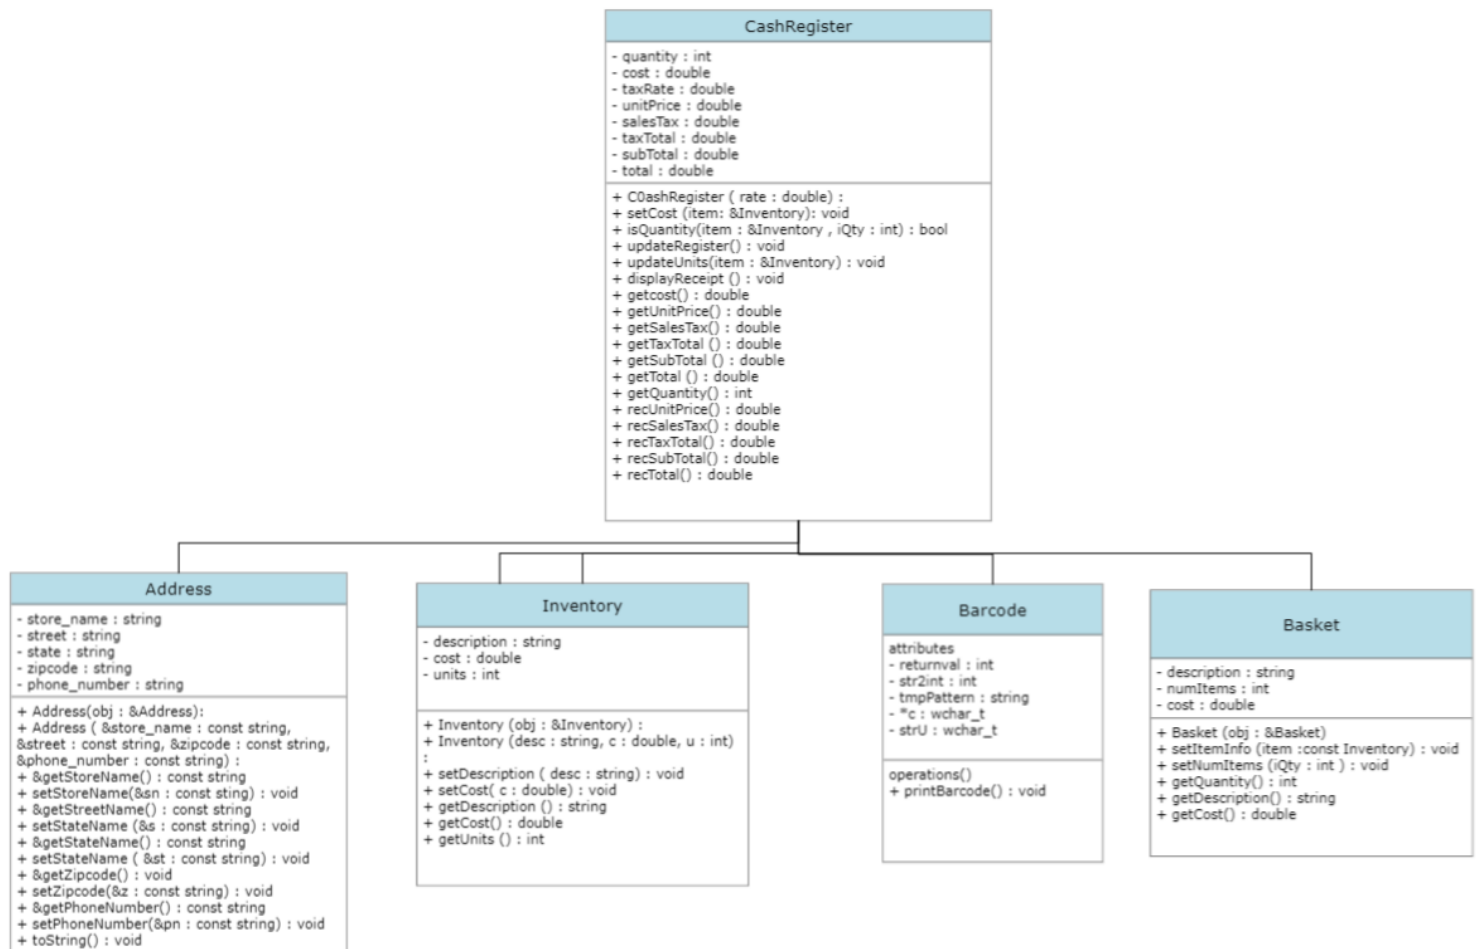 CashRegister
- quantity : int
- cost : double
- taxRate : double
- unitPrice : double
- salesTax : double
- taxTotal : double
- subTotal : double
- total : double
+ C0ashRegister ( rate : double) :
+ setCost (item: &Inventory): void
+ isQuantity(item : &Inventory , iQty : int) : bool
+ updateRegister() : void
+ updateUnits(item : &Inventory) : void
+ displayReceipt () : void
+ getcost() : double
+ getUnitPrice() : double
+ getSalesTax() : double
+ getTaxTotal () : double
+ getSubTotal () : double
+ getTotal () : double
+ getQuantity() : int
+ recUnitPrice() : double
+ recSalesTax() : double
+ recTaxTotal() : double
+ recSubTotal() : double
+ recTotal() : double
Address
- store_name : string
- street : string
- state : string
- zipcode : string
- phone_number : string
+ Address(obj : &Address):
+ Address ( &store_name : const string,
&street : const string, &zipcode : const string,
&phone_number : const string) :
+ &getStoreName() : const string
+ setStoreName(&sn : const sting) : void
+ &getStreetName() : const string
+ setStateName (&s : const sting) : void
+ &getStateName() : const string
+ setStateName ( &st : const sting) : void
+ &getZipcode() : void
+ setZipcode(&z : const string) : void
+ &getPhoneNumber() : const string
+ setPhoneNumber(&pn : const string) : void
+ toString() : void
Inventory
- description : string
- cost : double
- units : int
+ Inventory (obj : &Inventory) :
+ Inventory (desc : string, c : double, u : int)
:
+ setDescription ( desc : string) : void
+ setCost( c : double) : void
+ getDescription () : string
+ getCost() : double
+ getUnits () : int
Barcode
attributes
- returnval : int
- str2int : int
- tmpPattern : string
- *c : wchar_t
- strU : wchar_t
operations()
+ printBarcode() : void
Basket
- description : string
- numItems : int
- cost : double
+ Basket (obj : &Basket)
+ setItemInfo (item :const Inventory) : void
+ setNumItems (iQty : int ) : void
+ getQuantity() : int
+ getDescription() : string
+ getCost() : double